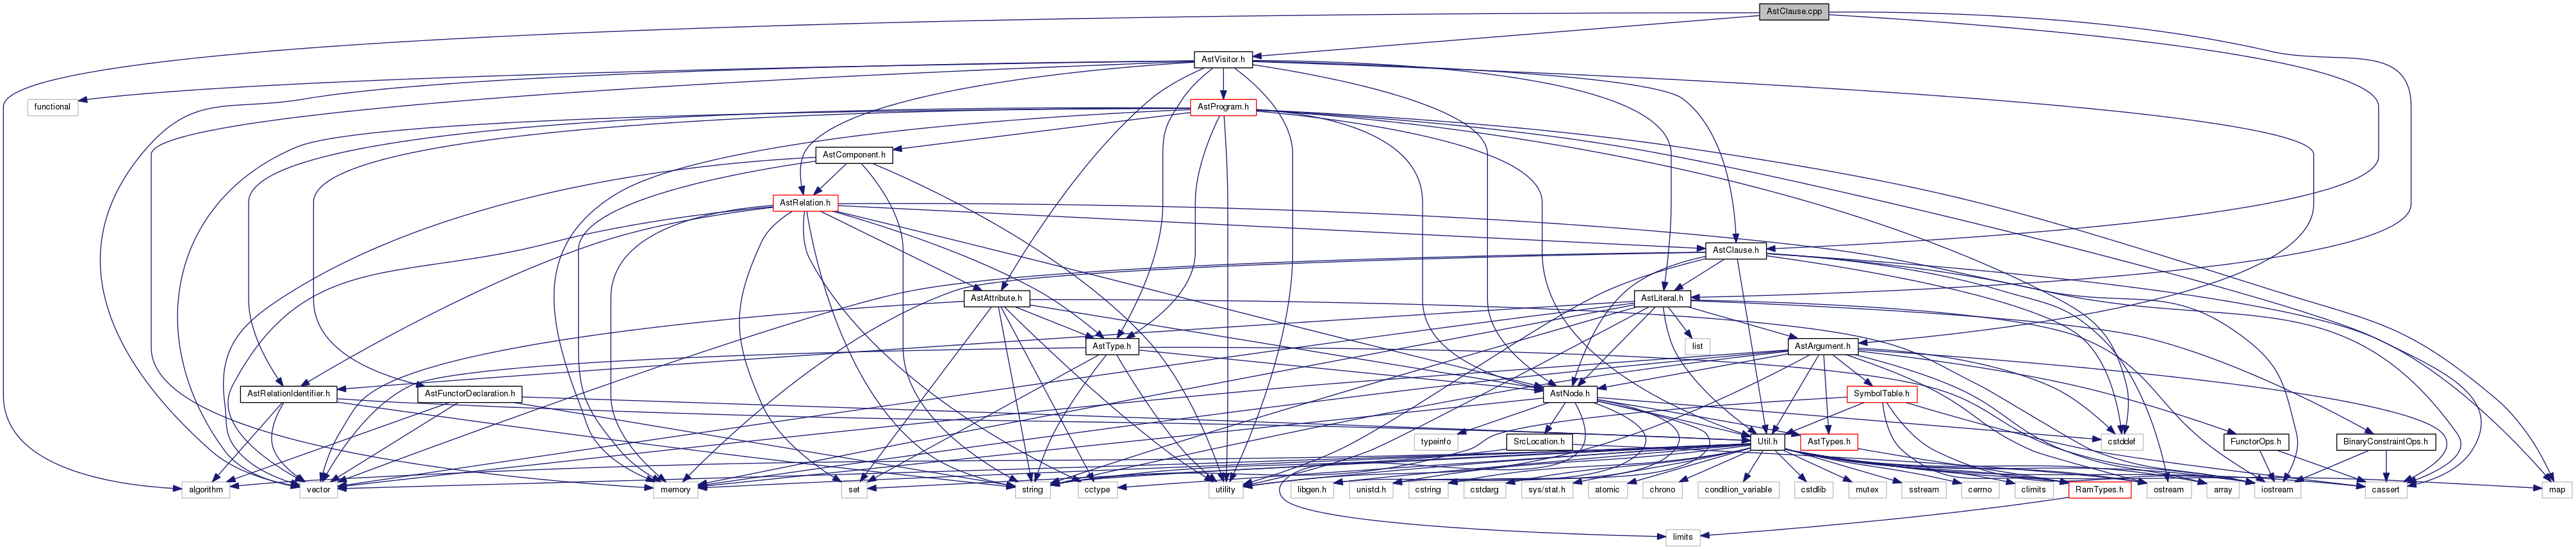 AstClause.cpp
AstVisitor.h
functional
AstProgram.h
AstComponent.h
AstRelation.h
AstClause.h
AstAttribute.h
AstLiteral.h
AstType.h
list
AstArgument.h
AstRelationIdentifier.h
AstFunctorDeclaration.h
AstNode.h
SymbolTable.h
typeinfo
SrcLocation.h
Util.h
AstTypes.h
cstddef
FunctorOps.h
BinaryConstraintOps.h
algorithm
vector
memory
set
string
cctype
utility
libgen.h
unistd.h
cstring
cstdarg
sys/stat.h
atomic
chrono
condition_variable
cstdlib
mutex
sstream
cerrno
climits
RamTypes.h
ostream
array
iostream
cassert
map
limits